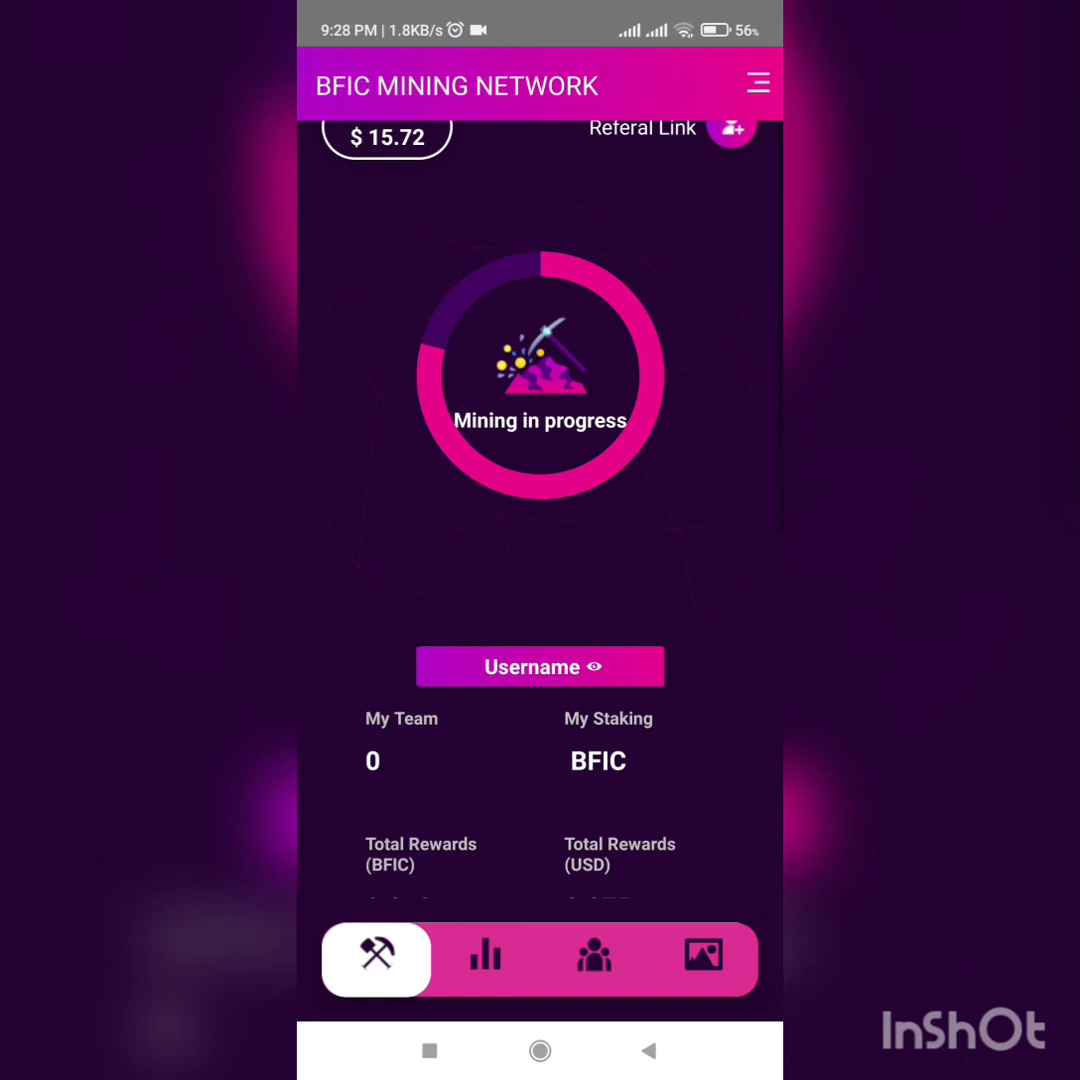 9:28 PM | 1.8KB/s 56%
BFIC MINING NETWORK
$ 15.72
Referal Link
Mining in progress
Username
My Team
My Staking
0
BFIC
Total Rewards
(BFIC)
Total Rewards
(USD)
InShOt